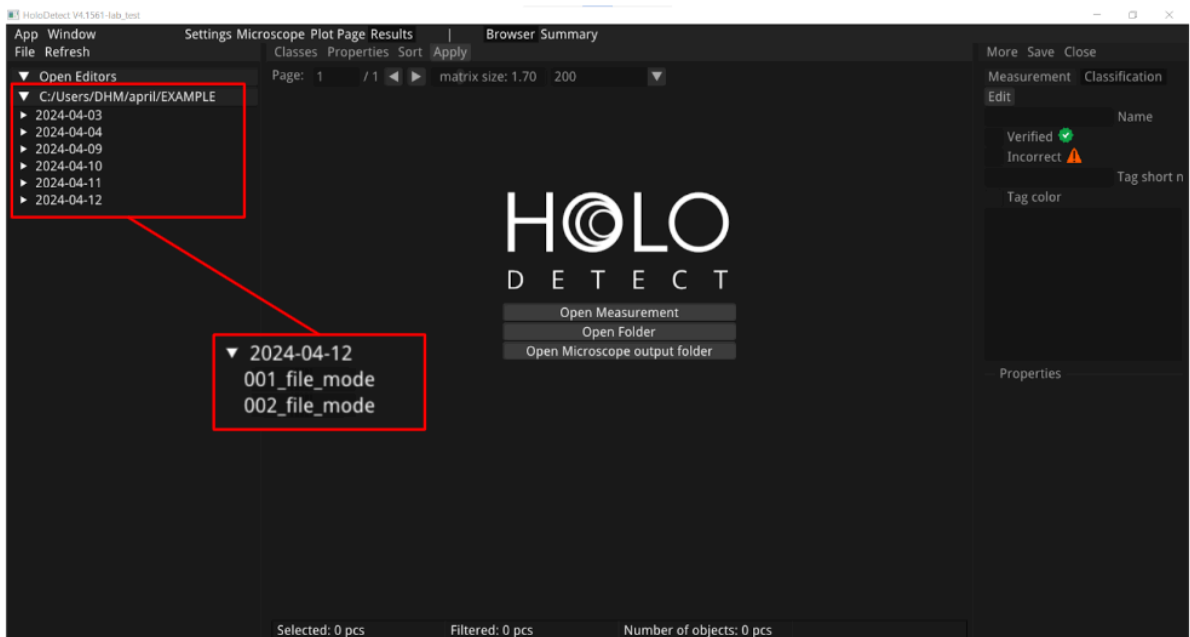 HoloDetect V4.1561-lab_test
App Window Settings Microscope Plot Page Results | Browser Summary
File Refresh Classes Properties Sort Apply More Save Close
Open Editors
Page: 1 / 1 matrix size: 1.70 200
Measurement Classification
C:/Users/DHM/april/EXAMPLE
Edit
2024-04-03
2024-04-04
2024-04-09
2024-04-10
2024-04-11
2024-04-12
Name
Verified
Incorrect
Tag short n
Tag color
HOLO
DETECT
Open Measurement
Open Folder
Open Microscope output folder
2024-04-12
001_file_mode
002_file_mode
Properties
Selected: 0 pcs Filtered: 0 pcs Number of objects: 0 pcs